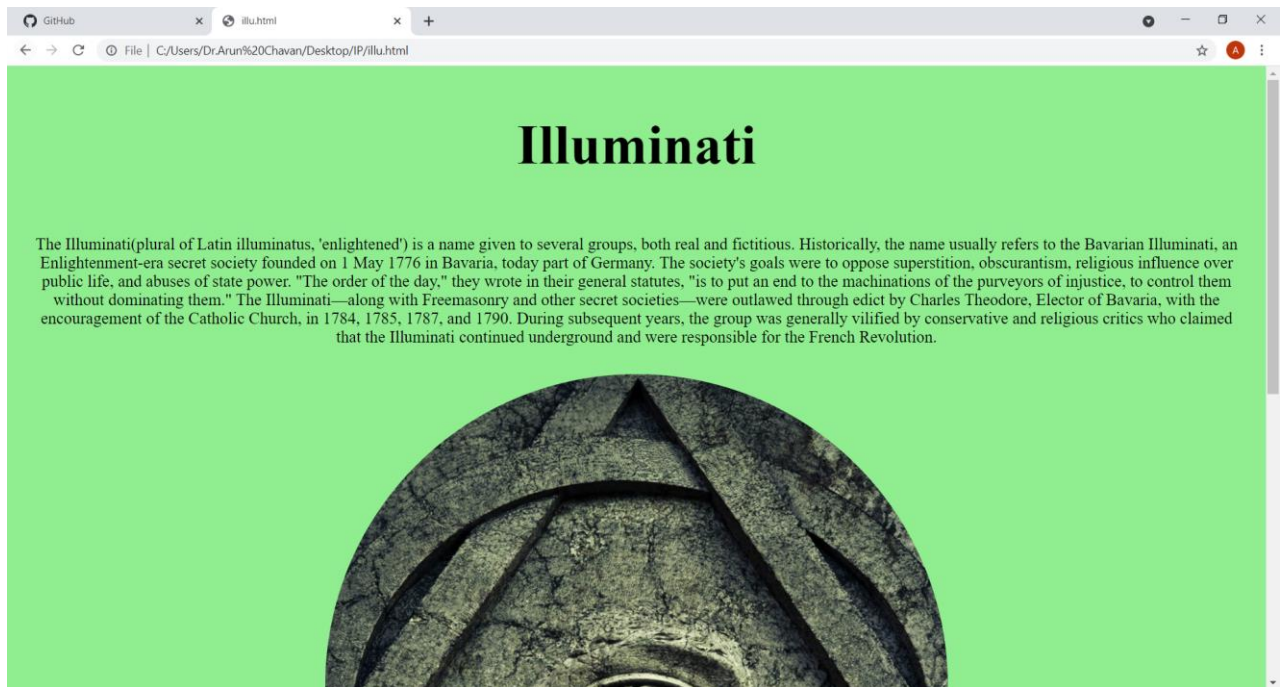 GitHub
illu.html
File | C:/Users/Dr.Arun%20Chavan/Desktop/IP/illu.html
A
Illuminati
The Illuminati(plural of Latin illuminatus, 'enlightened') is a name given to several groups, both real and fictitious. Historically, the name usually refers to the Bavarian Illuminati, an
Enlightenment-era secret society founded on 1 May 1776 in Bavaria, today part of Germany. The society's goals were to oppose superstition, obscurantism, religious influence over
public life, and abuses of state power. "The order of the day," they wrote in their general statutes, "is to put an end to the machinations of the purveyors of injustice, to control them
without dominating them." The Illuminati—along with Freemasonry and other secret societies—were outlawed through edict by Charles Theodore, Elector of Bavaria, with the
encouragement of the Catholic Church, in 1784, 1785, 1787, and 1790. During subsequent years, the group was generally vilified by conservative and religious critics who claimed
that the Illuminati continued underground and were responsible for the French Revolution.